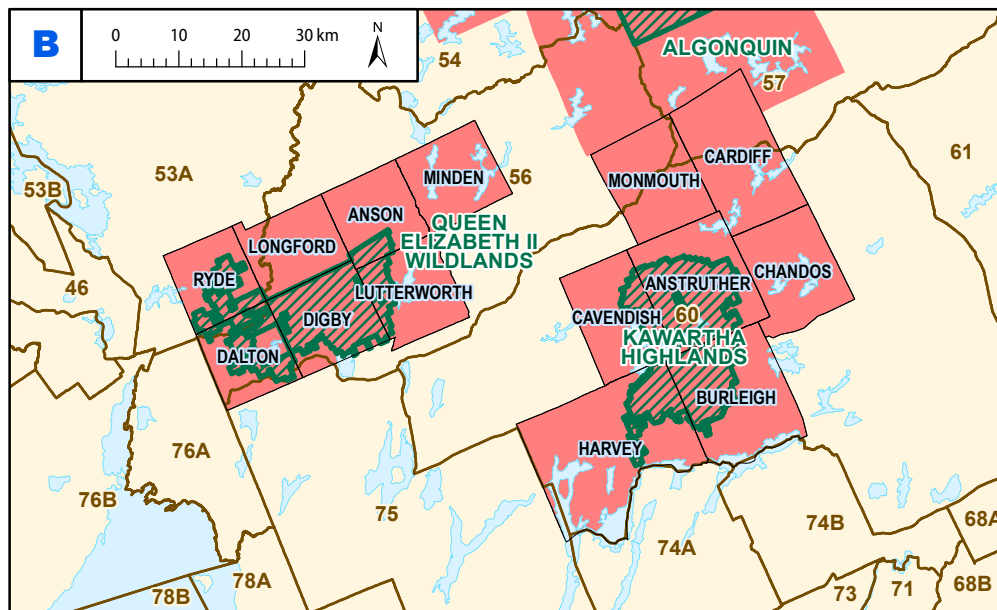 B
0 10 20 30 km
N
54
ALGONQUIN
57
61
53A
53B
56
MINDEN
CARDIFF
MONMOUTH
ANSON
QUEEN
ELIZABETH II
WILDLANDS
LONGFORD
46
RYDE
CHANDOS
ANSTRUTHER
LUTTERWORTH
DIGBY
CAVENDISH
60
KAWARTHA
HIGHLANDS
DALTON
BURLEIGH
HARVEY
76A
76B
75
74A
74B
68A
78A
78B
73
71
68B